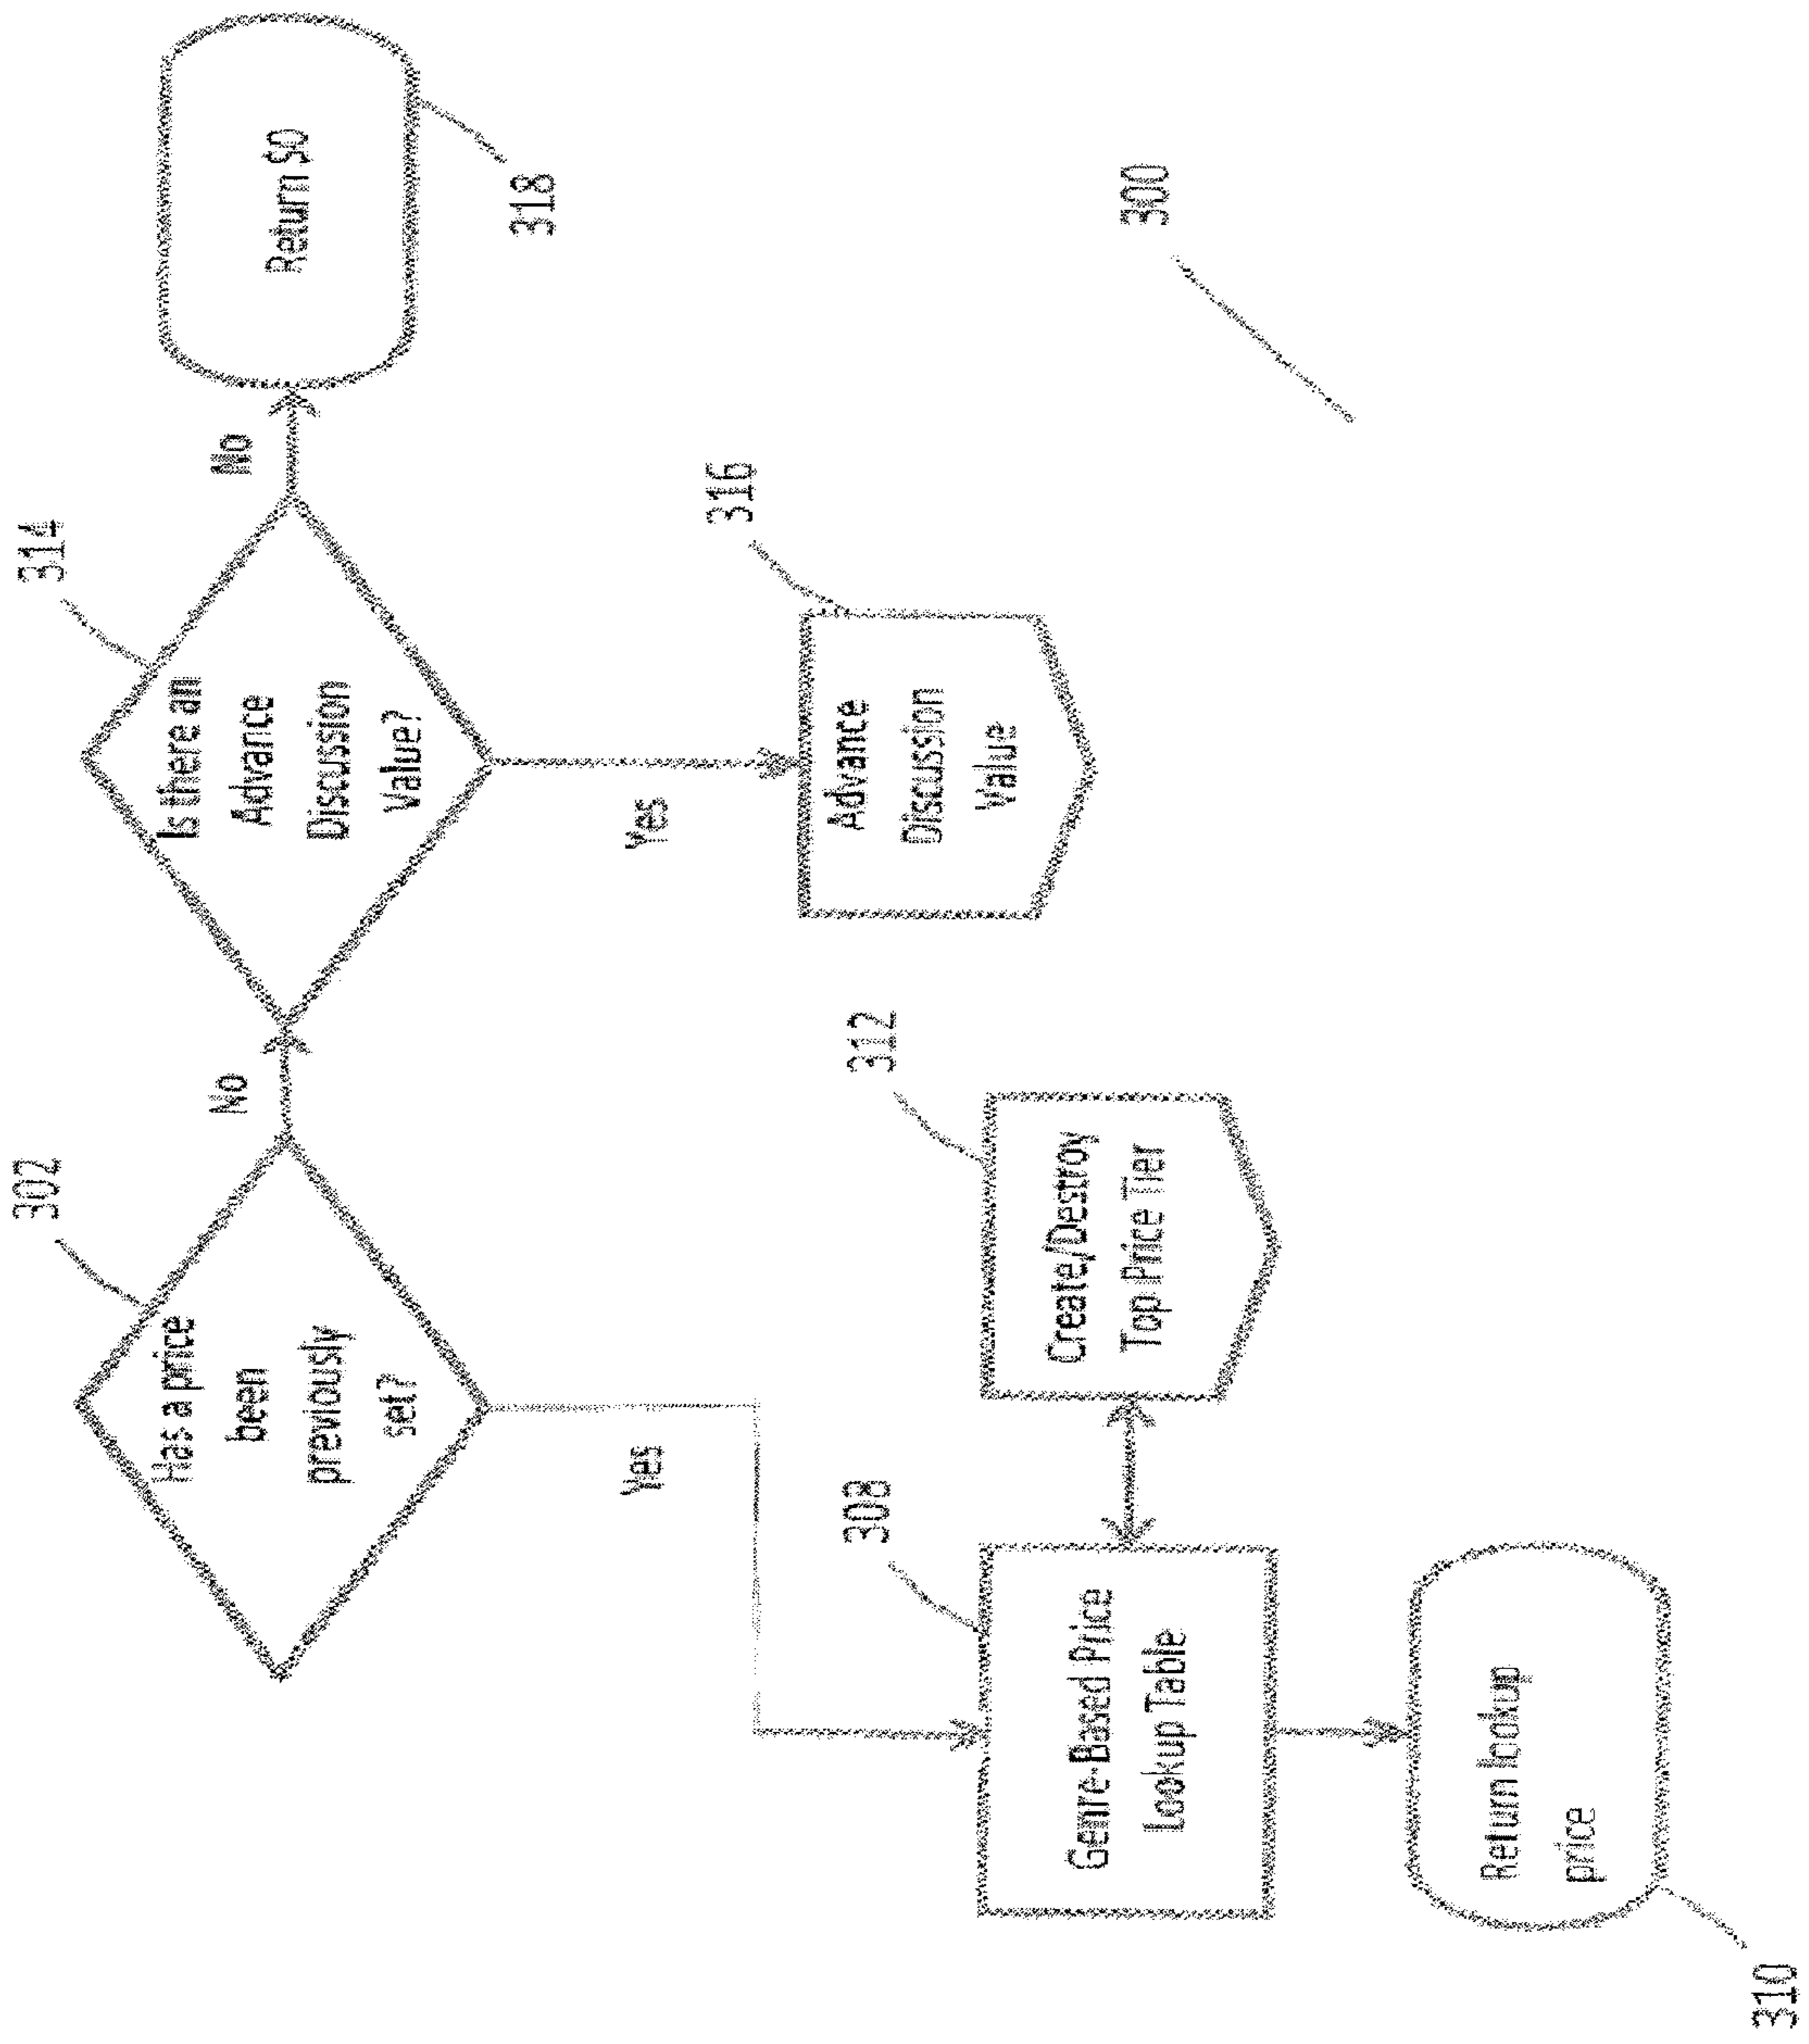 302
Has a price
been
previously
set?
No
314
Is there an
Advance
Discussion
Value?
No
Return $0
318
Yes
Yes
316
Advance
Discussion
Value
308
Genre-Based Price
Lookup Table
312
Create/Destroy
Top Price Tier
300
Return lookup
price
310